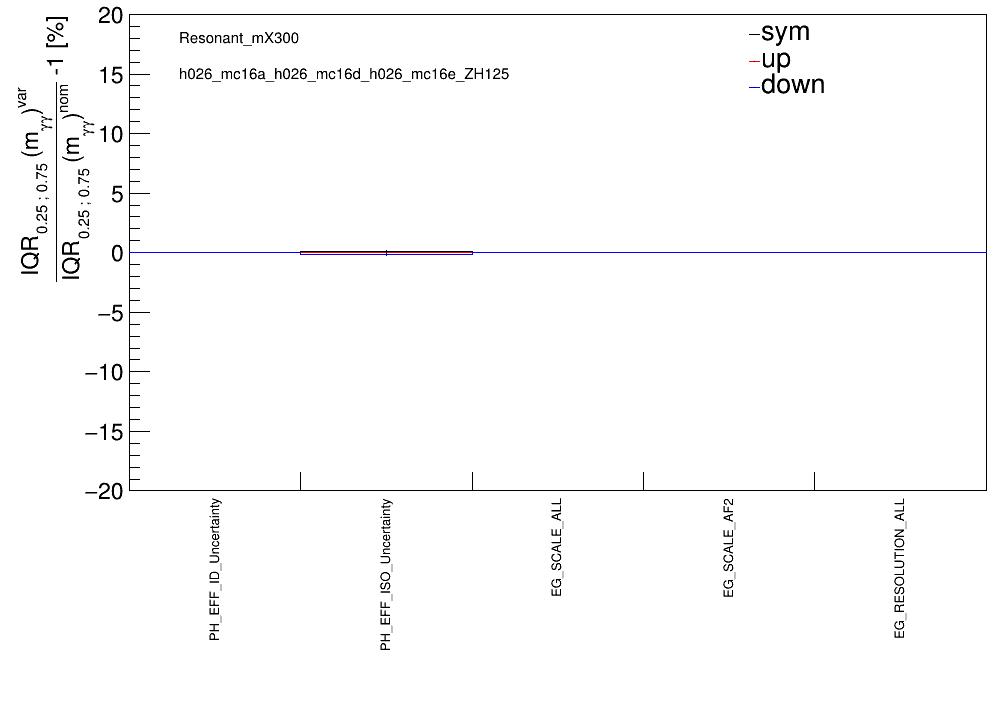 IQR0.25 ; 0.75 (mγγ)var
IQR0.25 ; 0.75 (mγγ)nom -1 [%]
20
15
10
5
0
−5
−10
−15
−20
Resonant_mX300
h026_mc16a_h026_mc16d_h026_mc16e_ZH125
sym
up
down
PH_EFF_ID_Uncertainty
PH_EFF_ISO_Uncertainty
EG_SCALE_ALL
EG_SCALE_AF2
EG_RESOLUTION_ALL